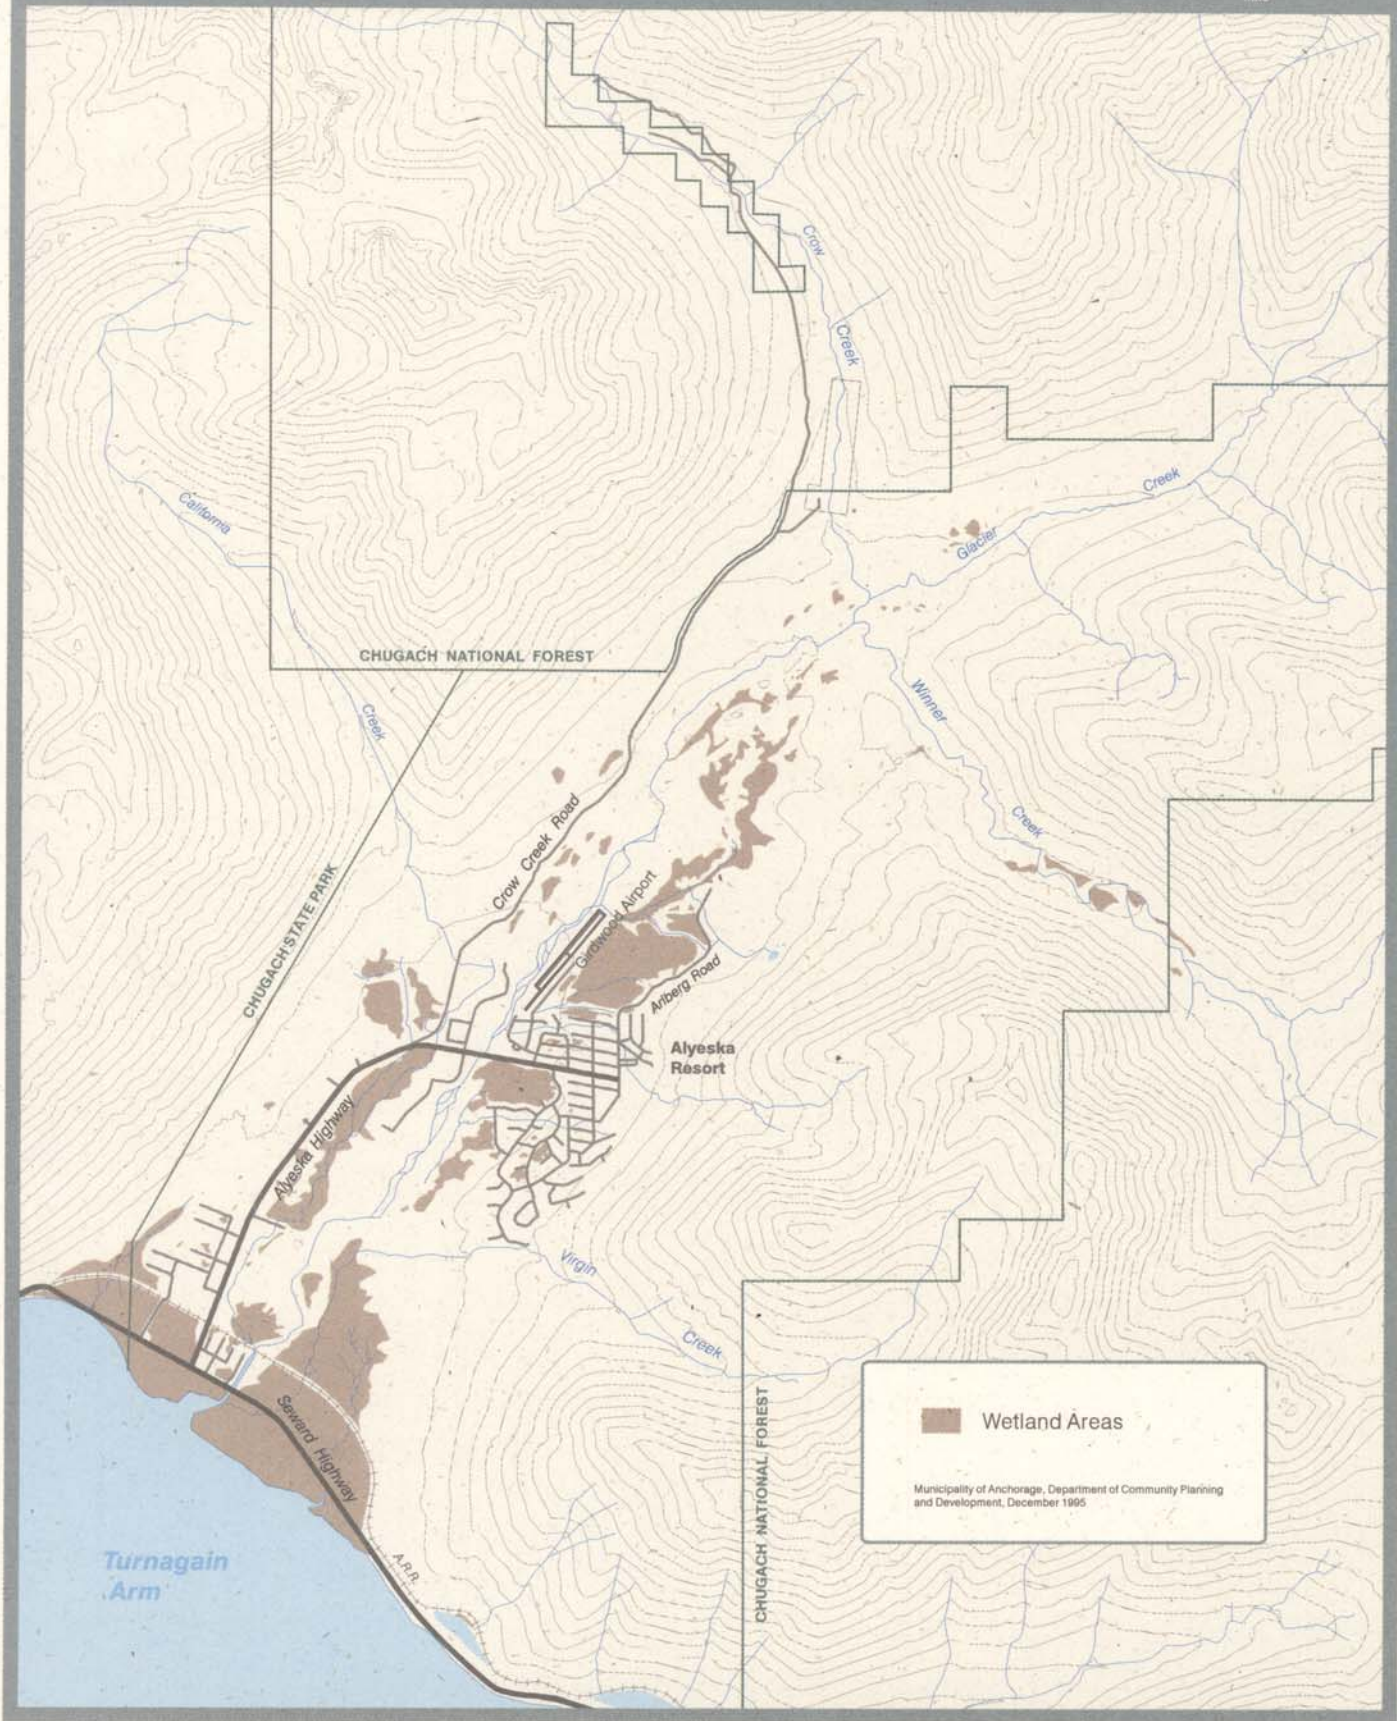 Crow
Creek
California
Creek
Glacier
CHUGACH NATIONAL FOREST
Creek
Winner
Creek
Crow Creek Road
CHUGACH STATE PARK
Girdwood Airport
Arlberg Road
Alyeska
Resort
Alyeska Highway
Virgin
Creek
Seward Highway
CHUGACH NATIONAL FOREST
Wetland Areas
Municipality of Anchorage, Department of Community Planning
and Development, December 1995
Turnagain
Arm
A.R.R.